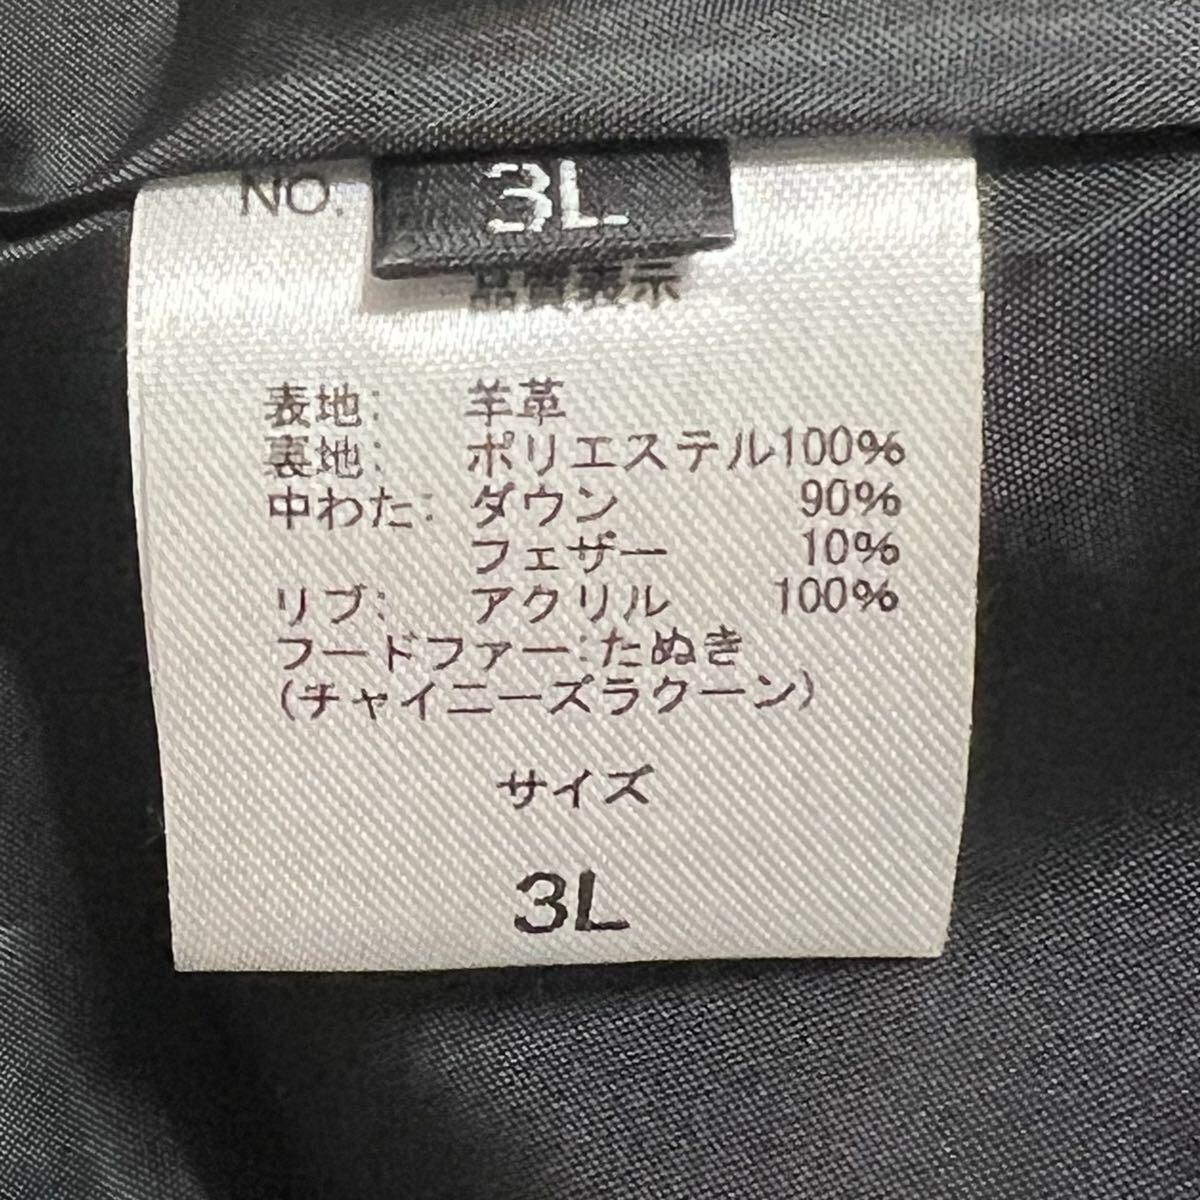 NO.
3L
品質表示
表地: 羊革
裏地: ポリエステル100%
中わた: ダウン 90%
フェザー 10%
リブ: アクリル 100%
フードファー:たぬき
(チャイニーズラクーン)
サイズ
3L